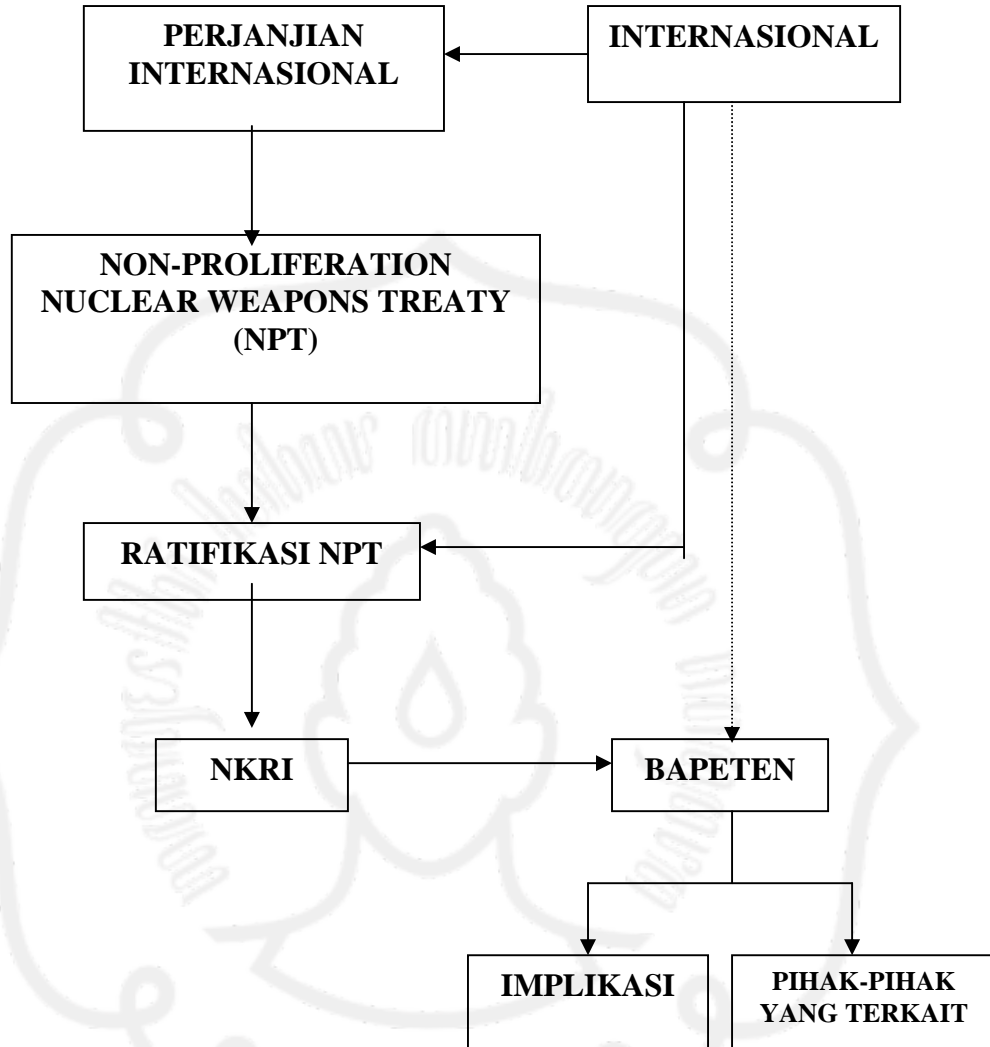 PERJANJIAN
INTERNASIONAL
INTERNASIONAL
NON-PROLIFERATION
NUCLEAR WEAPONS TREATY
(NPT)
RATIFIKASI NPT
NKRI
BAPETEN
IMPLIKASI
PIHAK-PIHAK
YANG TERKAIT